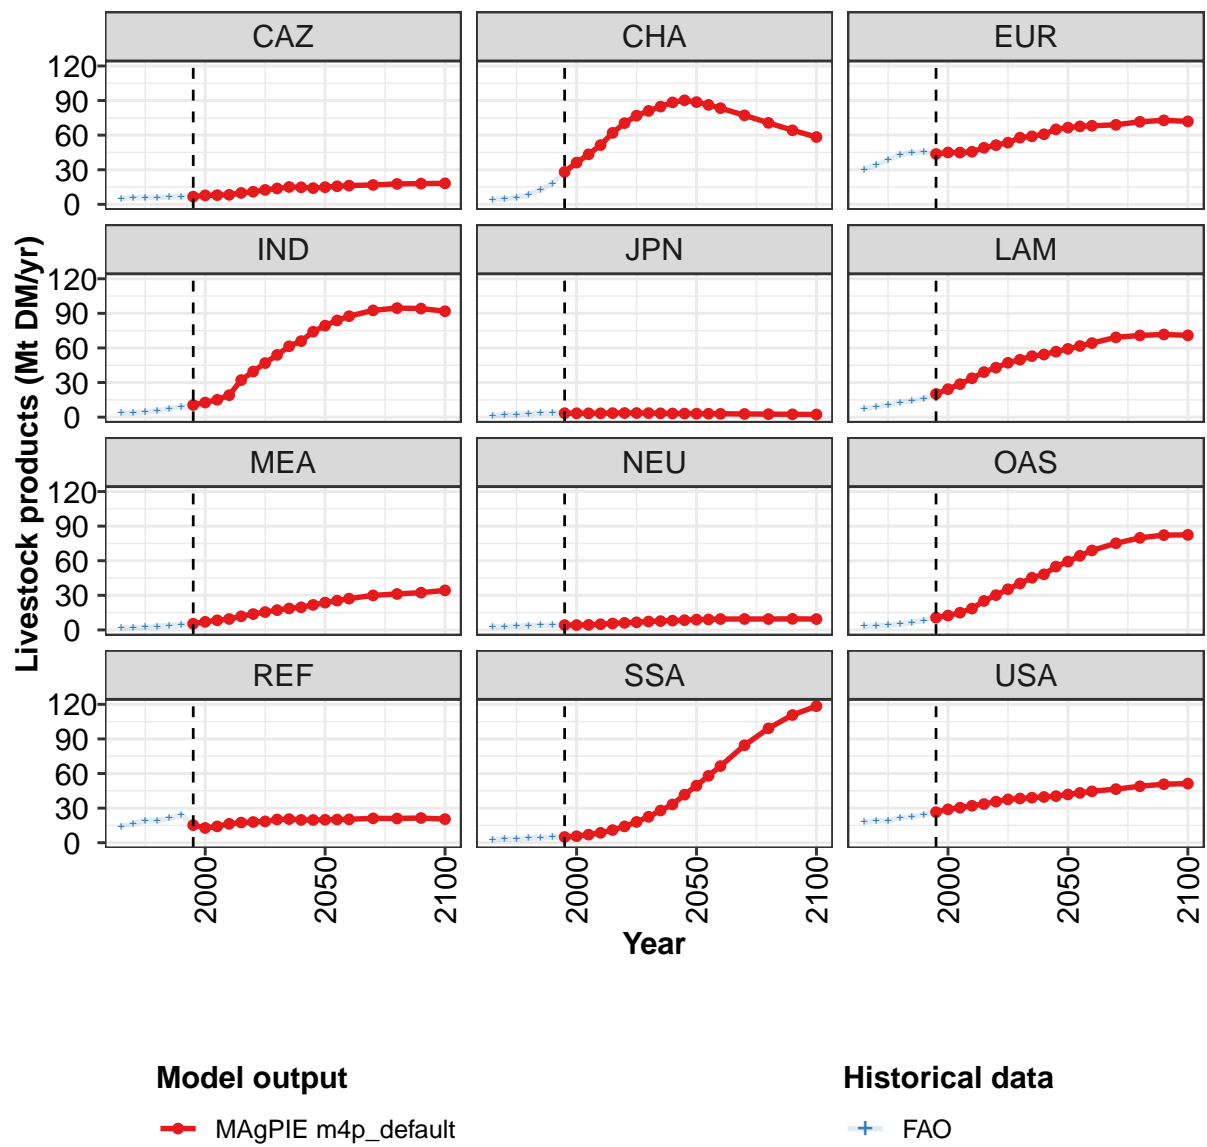 CAZ
CHA
EUR
120
90
60
30
0
IND
JPN
LAM
120
90
60
30
0
MEA
NEU
OAS
120
90
60
30
0
REF
SSA
USA
120
90
60
30
0
2000
2050
2100
2000
2050
2100
2000
2050
2100
Livestock products (Mt DM/yr)
Year
Model output
Historical data
MAgPIE m4p_default
FAO